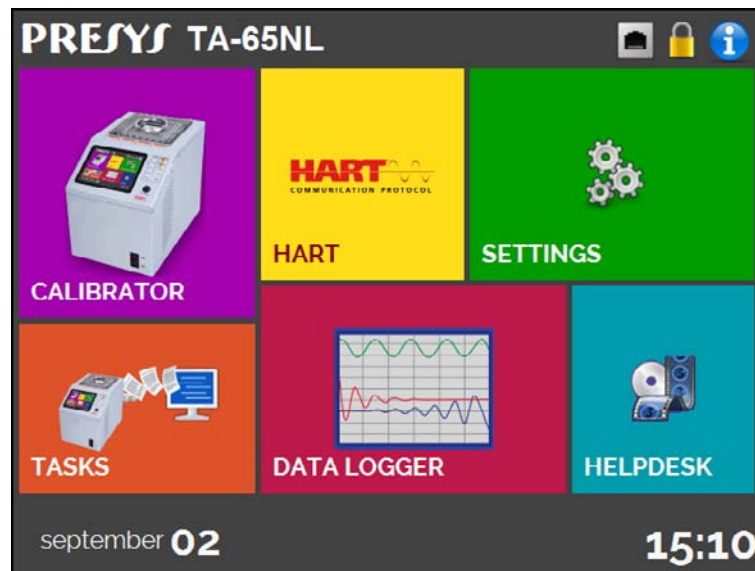 PRESYS TA-65NL
HART
COMMUNICATION PROTOCOL
CALIBRATOR
HART
SETTINGS
TASKS
DATA LOGGER
HELPDESK
september 02
15:10